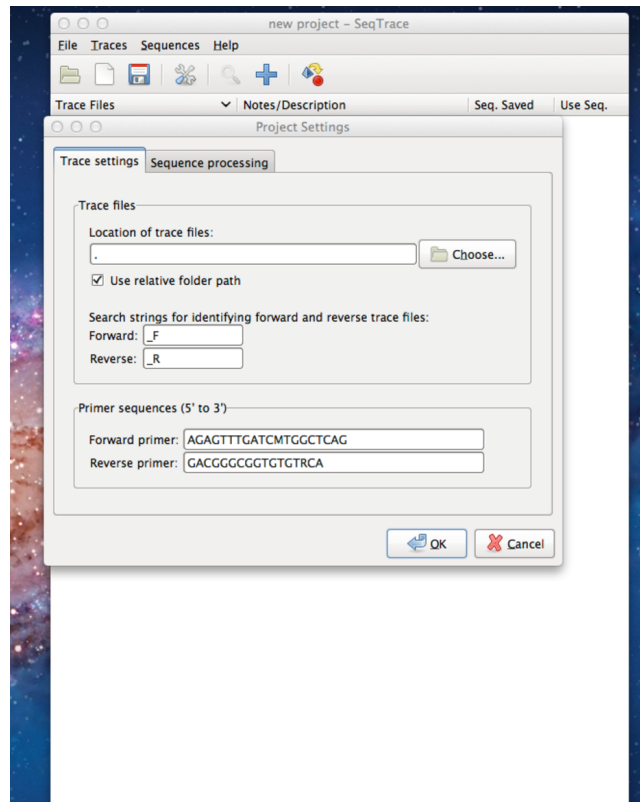 new project – SeqTrace
File Traces Sequences Help
Trace Files Notes/Description Seq. Saved Use Seq.
Project Settings
Trace settings Sequence processing
Trace files
Location of trace files:
. Choose...
Use relative folder path
Search strings for identifying forward and reverse trace files:
Forward: _F
Reverse: _R
Primer sequences (5' to 3')
Forward primer: AGAGTTTGATCMTGGCTCAG
Reverse primer: GACGGGCGGTGTGTRCA
OK Cancel